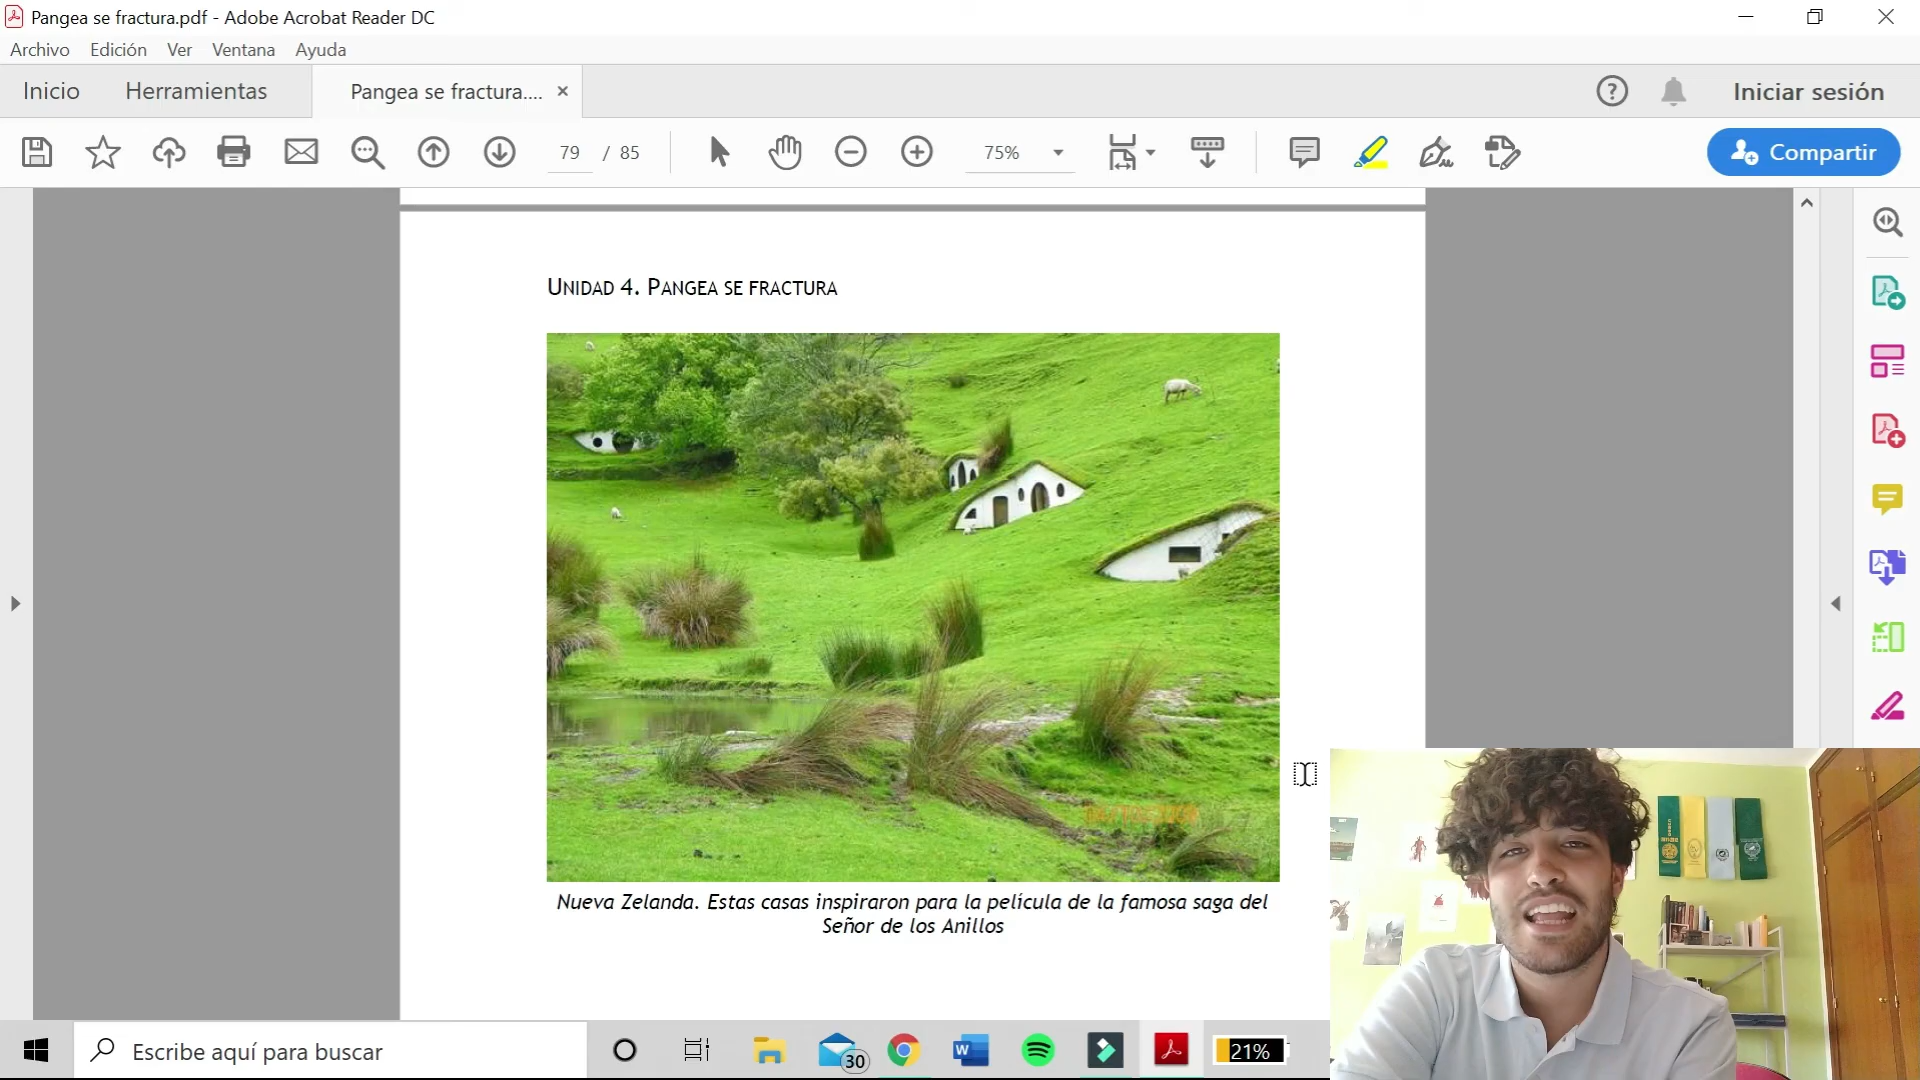 Pangea se fractura.pdf - Adobe Acrobat Reader DC
Archivo Edición Ver Ventana Ayuda
Inicio Herramientas Pangea se fractura.... × Iniciar sesión
79 / 85 75% Compartir
UNIDAD 4. PANGEA SE FRACTURA
Nueva Zelanda. Estas casas inspiraron para la película de la famosa saga del
Señor de los Anillos
Escribe aquí para buscar 30 21%